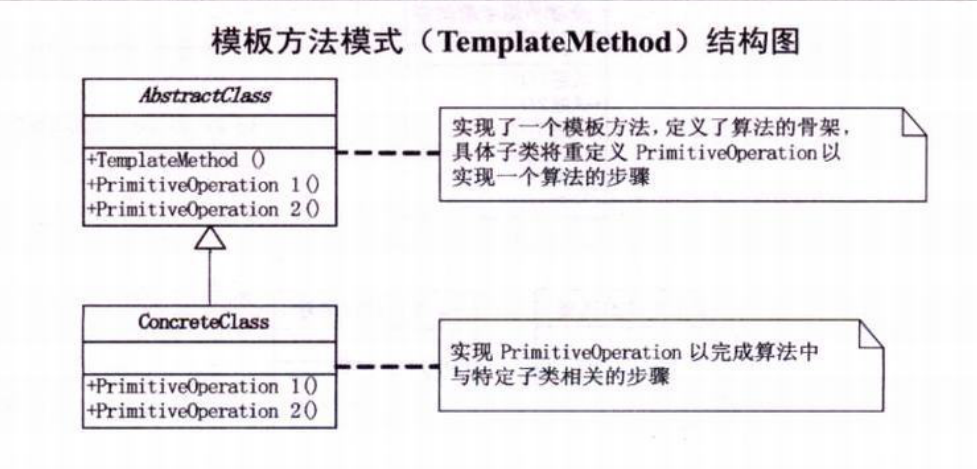 模板方法模式（TemplateMethod）结构图
AbstractClass
+TemplateMethod ()
+PrimitiveOperation 1()
+PrimitiveOperation 2()
实现了一个模板方法，定义了算法的骨架，
具体子类将重定义 PrimitiveOperation 以
实现一个算法的步骤
ConcreteClass
+PrimitiveOperation 1()
+PrimitiveOperation 2()
实现 PrimitiveOperation 以完成算法中
与特定子类相关的步骤